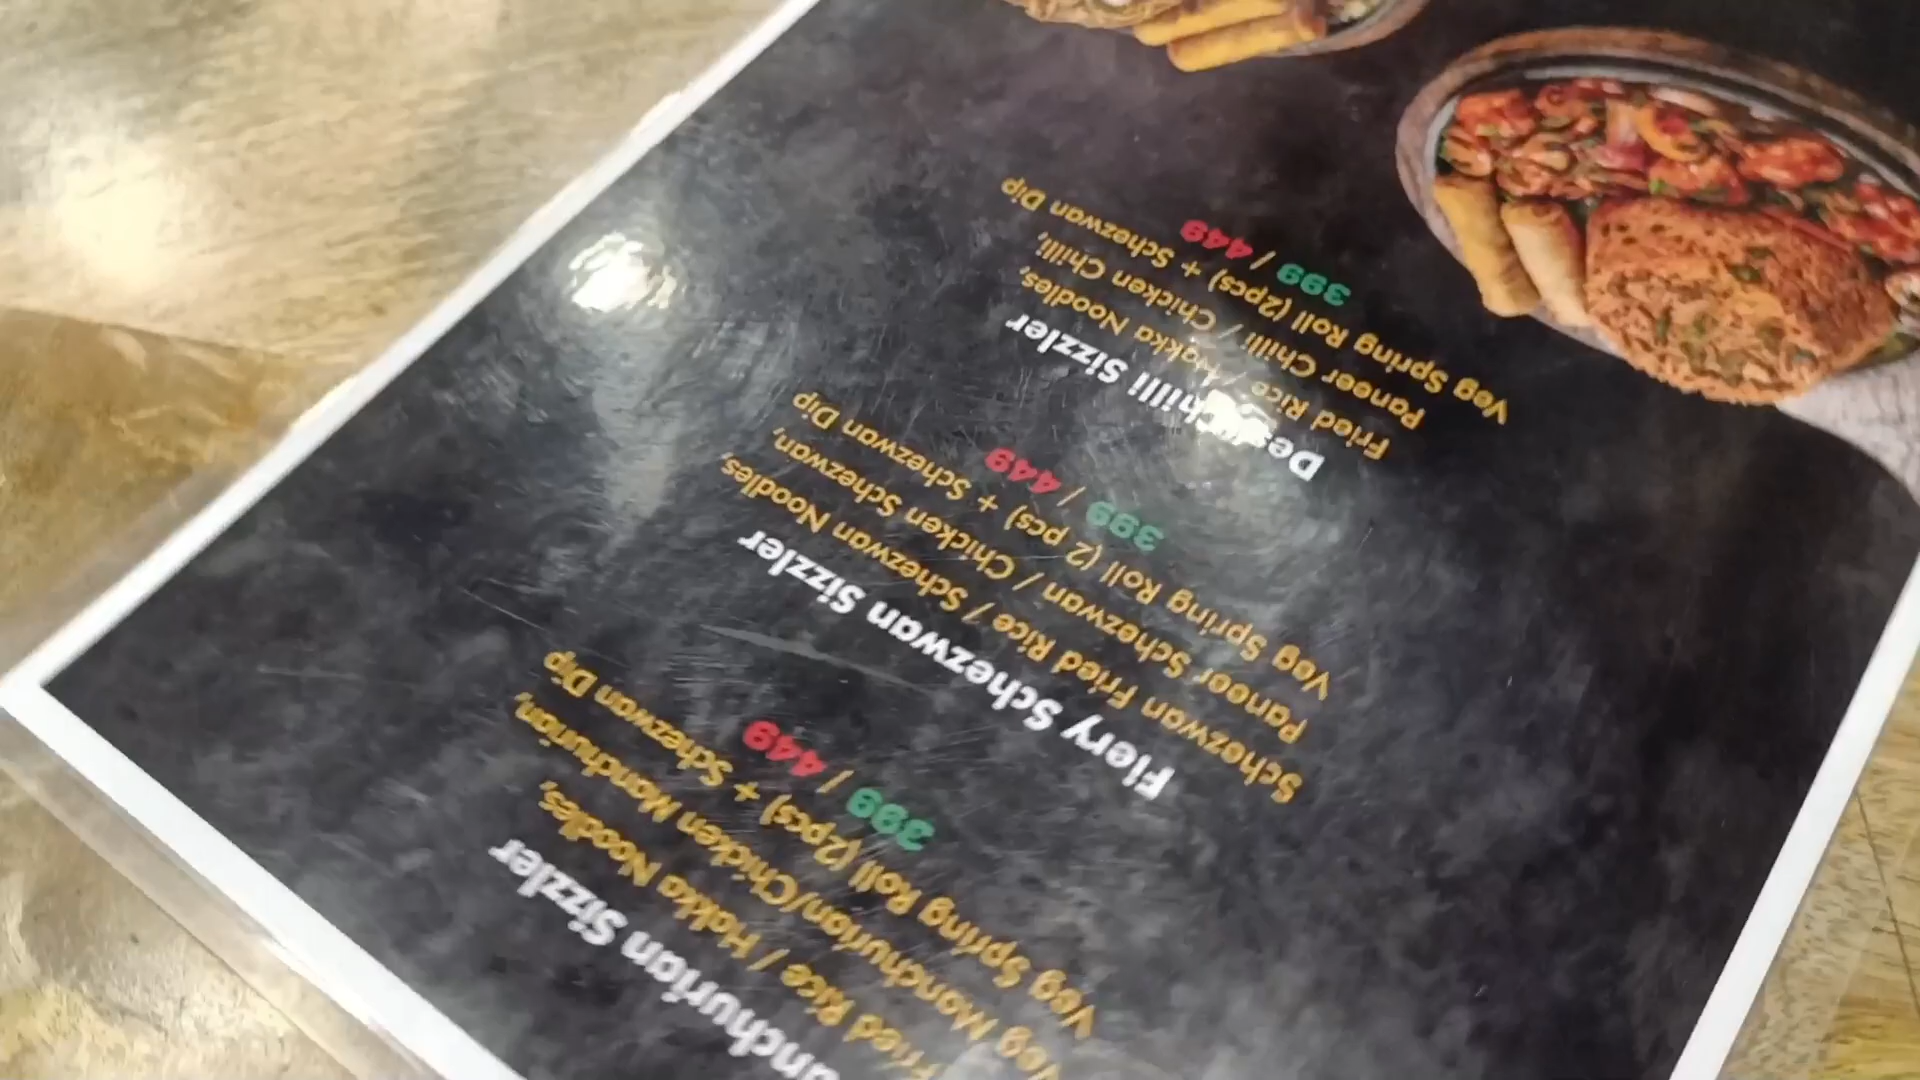 Sizzler
Fried Rice / Hakka Noodles,
Veg Manchurian/Chicken Manchurian,
Veg Spring Roll (2pcs) + Schezwan Dip
399 / 449
Fiery Schezwan Sizzler
Schezwan Fried Rice / Schezwan Noodles,
Paneer Schezwan / Chicken Schezwan,
Veg Spring Roll (2 pcs) + Schezwan Dip
399 / 449
Desi Chilli Sizzler
Fried Rice / Hakka Noodles,
Paneer Chilli / Chicken Chilli,
Veg Spring Roll (2pcs) + Schezwan Dip
399 / 449